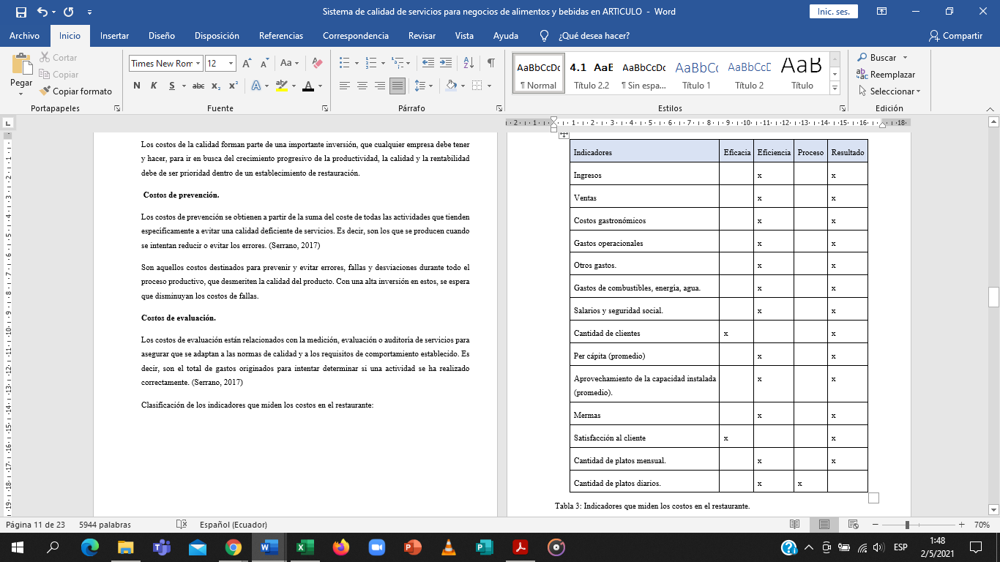 Sistema de calidad de servicios para negocios de alimentos y bebidas en ARTICULO - Word
Inic. ses.
Archivo Inicio Insertar Diseño Disposición Referencias Correspondencia Revisar Vista Ayuda ¿Qué desea hacer? Compartir
Pegar
Cortar
Copiar
Copiar formato
Portapapeles
Times New Rom 12
N K S abc x₂ x²
Fuente
Párrafo
AaBbCcDc 4.1 AaE AaBbCcDc AaBbCc AaBbCcE AaB
¶ Normal Título 2.2 ¶ Sin espa... Título 1 Título 2 Título
Estilos
Buscar
Reemplazar
Seleccionar
Edición
Los costos de la calidad forman parte de una importante inversión, que cualquier empresa debe tener
y hacer, para ir en busca del crecimiento progresivo de la productividad, la calidad y la rentabilidad
debe de ser prioridad dentro de un establecimiento de restauración.
Costos de prevención.
Los costos de prevención se obtienen a partir de la suma del coste de todas las actividades que tienden
específicamente a evitar una calidad deficiente de servicios. Es decir, son los que se producen cuando
se intentan reducir o evitar los errores. (Serrano, 2017)
Son aquellos costos destinados para prevenir y evitar errores, fallas y desviaciones durante todo el
proceso productivo, que desmeriten la calidad del producto. Con una alta inversión en estos, se espera
que disminuyan los costos de fallas.
Costos de evaluación.
Los costos de evaluación están relacionados con la medición, evaluación o auditoría de servicios para
asegurar que se adaptan a las normas de calidad y a los requisitos de comportamiento establecido. Es
decir, son el total de gastos originados para intentar determinar si una actividad se ha realizado
correctamente. (Serrano, 2017)
Clasificación de los indicadores que miden los costos en el restaurante:
Indicadores Eficacia Eficiencia Proceso Resultado
Ingresos x x
Ventas x x
Costos gastronómicos x x
Gastos operacionales x x
Otros gastos. x x
Gastos de combustibles, energía, agua. x x
Salarios y seguridad social. x x
Cantidad de clientes x x
Per cápita (promedio) x x
Aprovechamiento de la capacidad instalada x x
(promedio).
Mermas x x
Satisfacción al cliente x x
Cantidad de platos mensual. x x
Cantidad de platos diarios. x x
Tabla 3: Indicadores que miden los costos en el restaurante.
Página 11 de 23 5944 palabras Español (Ecuador) 70%
ESP
1:48
2/5/2021